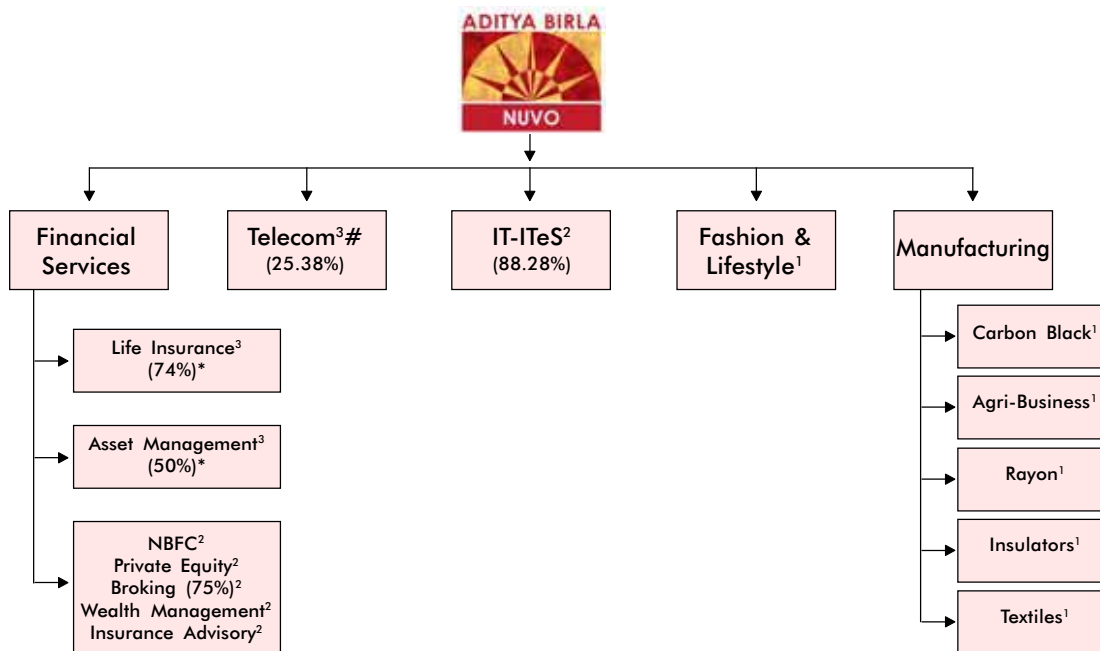 ADITYA BIRLA
NUVO
Financial
Services
Telecom³#
(25.38%)
IT-ITeS²
(88.28%)
Fashion &
Lifestyle¹
Manufacturing
Life Insurance³
(74%)*
Asset Management³
(50%)*
NBFC²
Private Equity²
Broking (75%)²
Wealth Management²
Insurance Advisory²
Carbon Black¹
Agri-Business¹
Rayon¹
Insulators¹
Textiles¹